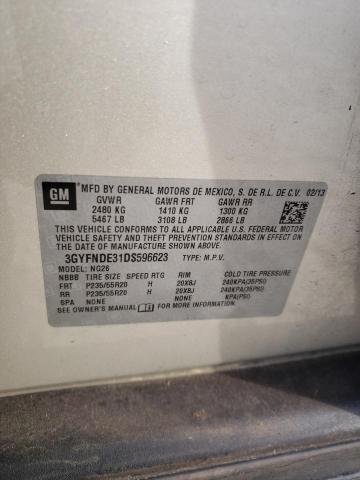 GM MFD BY GENERAL MOTORS DE MEXICO, S. DE R.L. DE C.V. 02/13
GVWR GAWR FRT GAWR RR
2480 KG 1410 KG 1300 KG
5467 LB 3108 LB 2866 LB
THIS VEHICLE CONFORMS TO ALL APPLICABLE U.S. FEDERAL MOTOR
VEHICLE SAFETY AND THEFT PREVENTION STANDARDS IN EFFECT ON THE
DATE OF MANUFACTURE SHOWN ABOVE.
3GYFNDE31DS596623 TYPE: M.P.V.
MODEL: NG26
NBBB TIRE SIZE SPEED RTG RIM COLD TIRE PRESSURE
FRT P235/55R20 H 20X8J 240KPA(35PSI)
RR P235/55R20 H 20X8J 240KPA(35PSI)
SPA NONE NONE KPA(PSI)
SEE OWNER'S MANUAL FOR MORE INFORMATION.